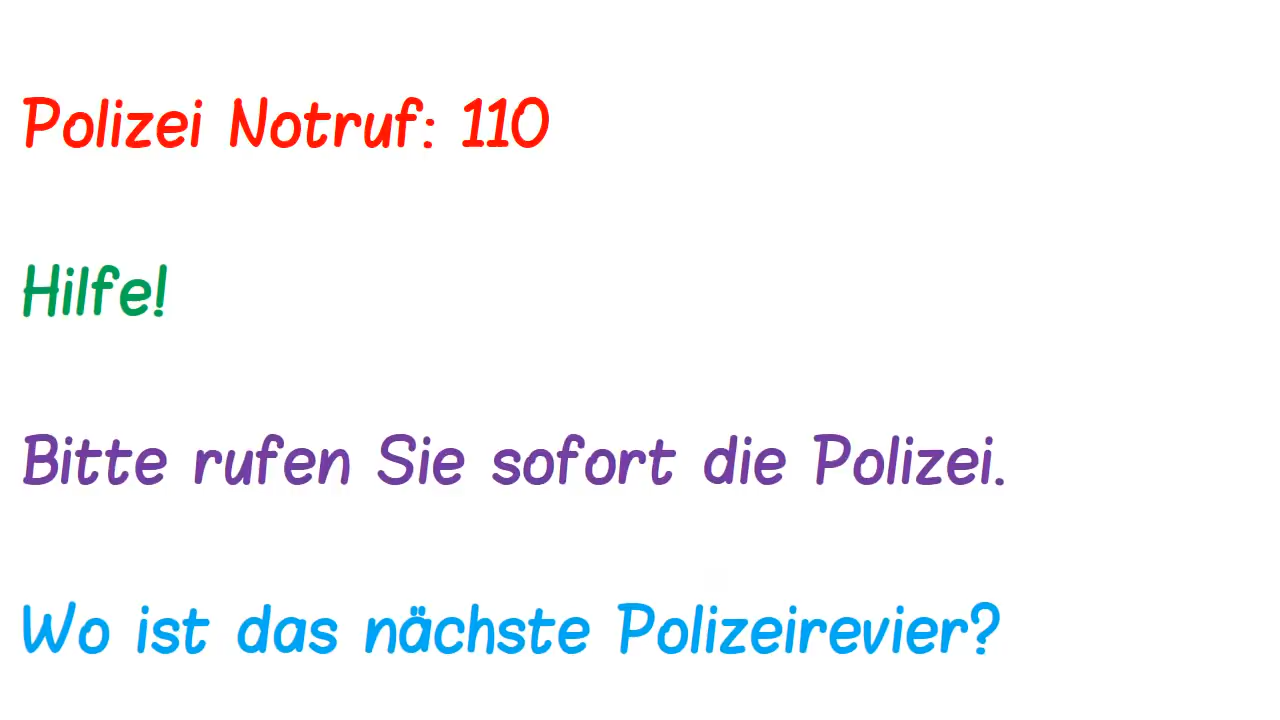 Polizei Notruf: 110
Hilfe!
Bitte rufen Sie sofort die Polizei.
Wo ist das nächste Polizeirevier?